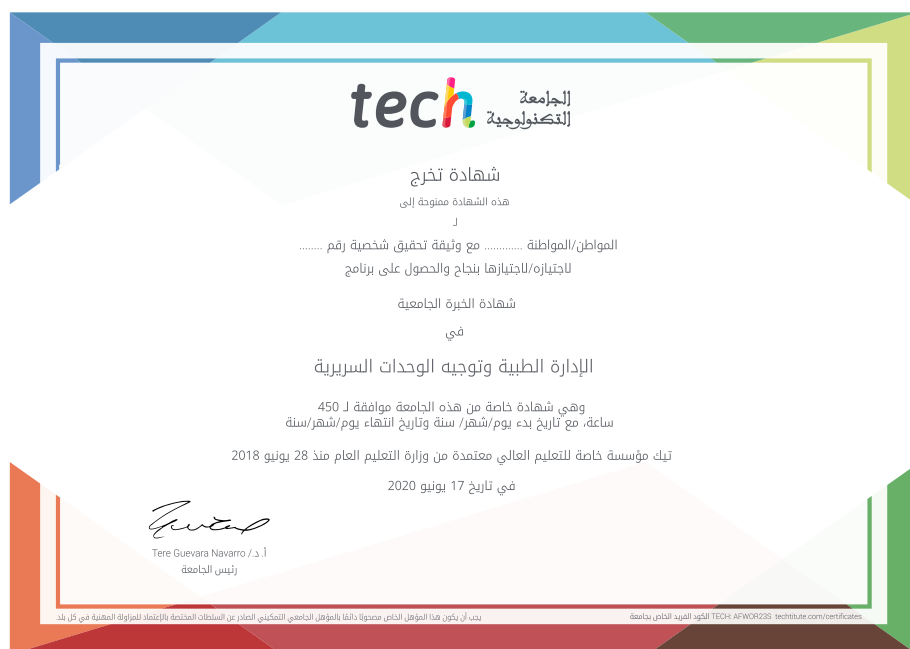 tech
الجامعة
التكنولوجية
شهادة تخرج
هذه الشهادة ممنوحة إلى
لـ
المواطن/المواطنة ............. مع وثيقة تحقيق شخصية رقم ........
لاجتيازه/لاجتيازها بنجاح والحصول على برنامج
شهادة الخبرة الجامعية
في
الإدارة الطبية وتوجيه الوحدات السريرية
وهي شهادة خاصة من هذه الجامعة موافقة لـ 450
ساعة، مع تاريخ بدء يوم/شهر/ سنة وتاريخ انتهاء يوم/شهر/سنة
تيك مؤسسة خاصة للتعليم العالي معتمدة من وزارة التعليم العام منذ 28 يونيو 2018
في تاريخ 17 يونيو 2020
أ. د./ Tere Guevara Navarro
رئيس الجامعة
يجب أن يكون هذا المؤهل الخاص مصحوبًا دائمًا بالمؤهل الجامعي التمكيني الصادر عن السلطات المختصة بالإعتماد للمزاولة المهنية في كل بلد.
الكود الفريد الخاص بجامعة TECH: AFWOR23S techtitute.com/certificates